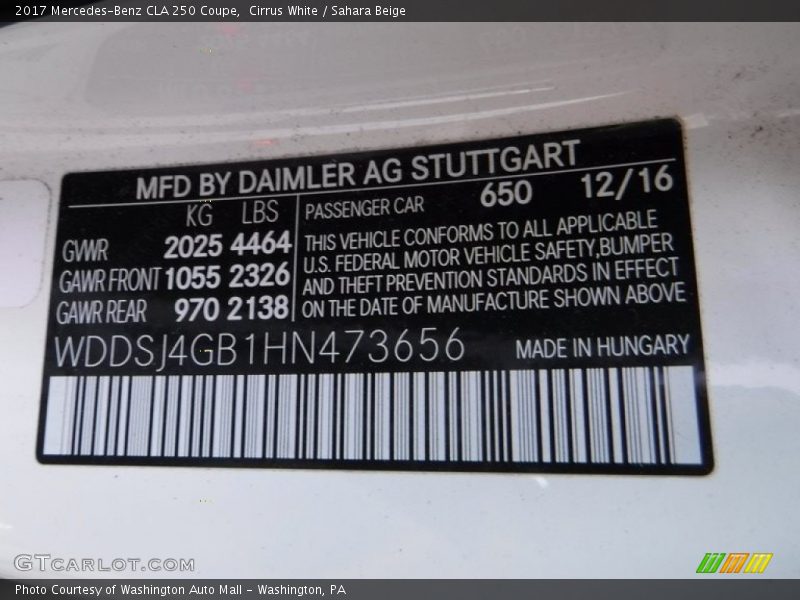 2017 Mercedes-Benz CLA 250 Coupe,  Cirrus White / Sahara Beige
MFD BY DAIMLER AG STUTTGART
KG LBS PASSENGER CAR 650 12/16
GVWR 2025 4464
GAWR FRONT 1055 2326
GAWR REAR 970 2138
THIS VEHICLE CONFORMS TO ALL APPLICABLE
U.S. FEDERAL MOTOR VEHICLE SAFETY,BUMPER
AND THEFT PREVENTION STANDARDS IN EFFECT
ON THE DATE OF MANUFACTURE SHOWN ABOVE
WDDSJ4GB1HN473656 MADE IN HUNGARY
GTCARLOT.COM
Photo Courtesy of Washington Auto Mall - Washington, PA